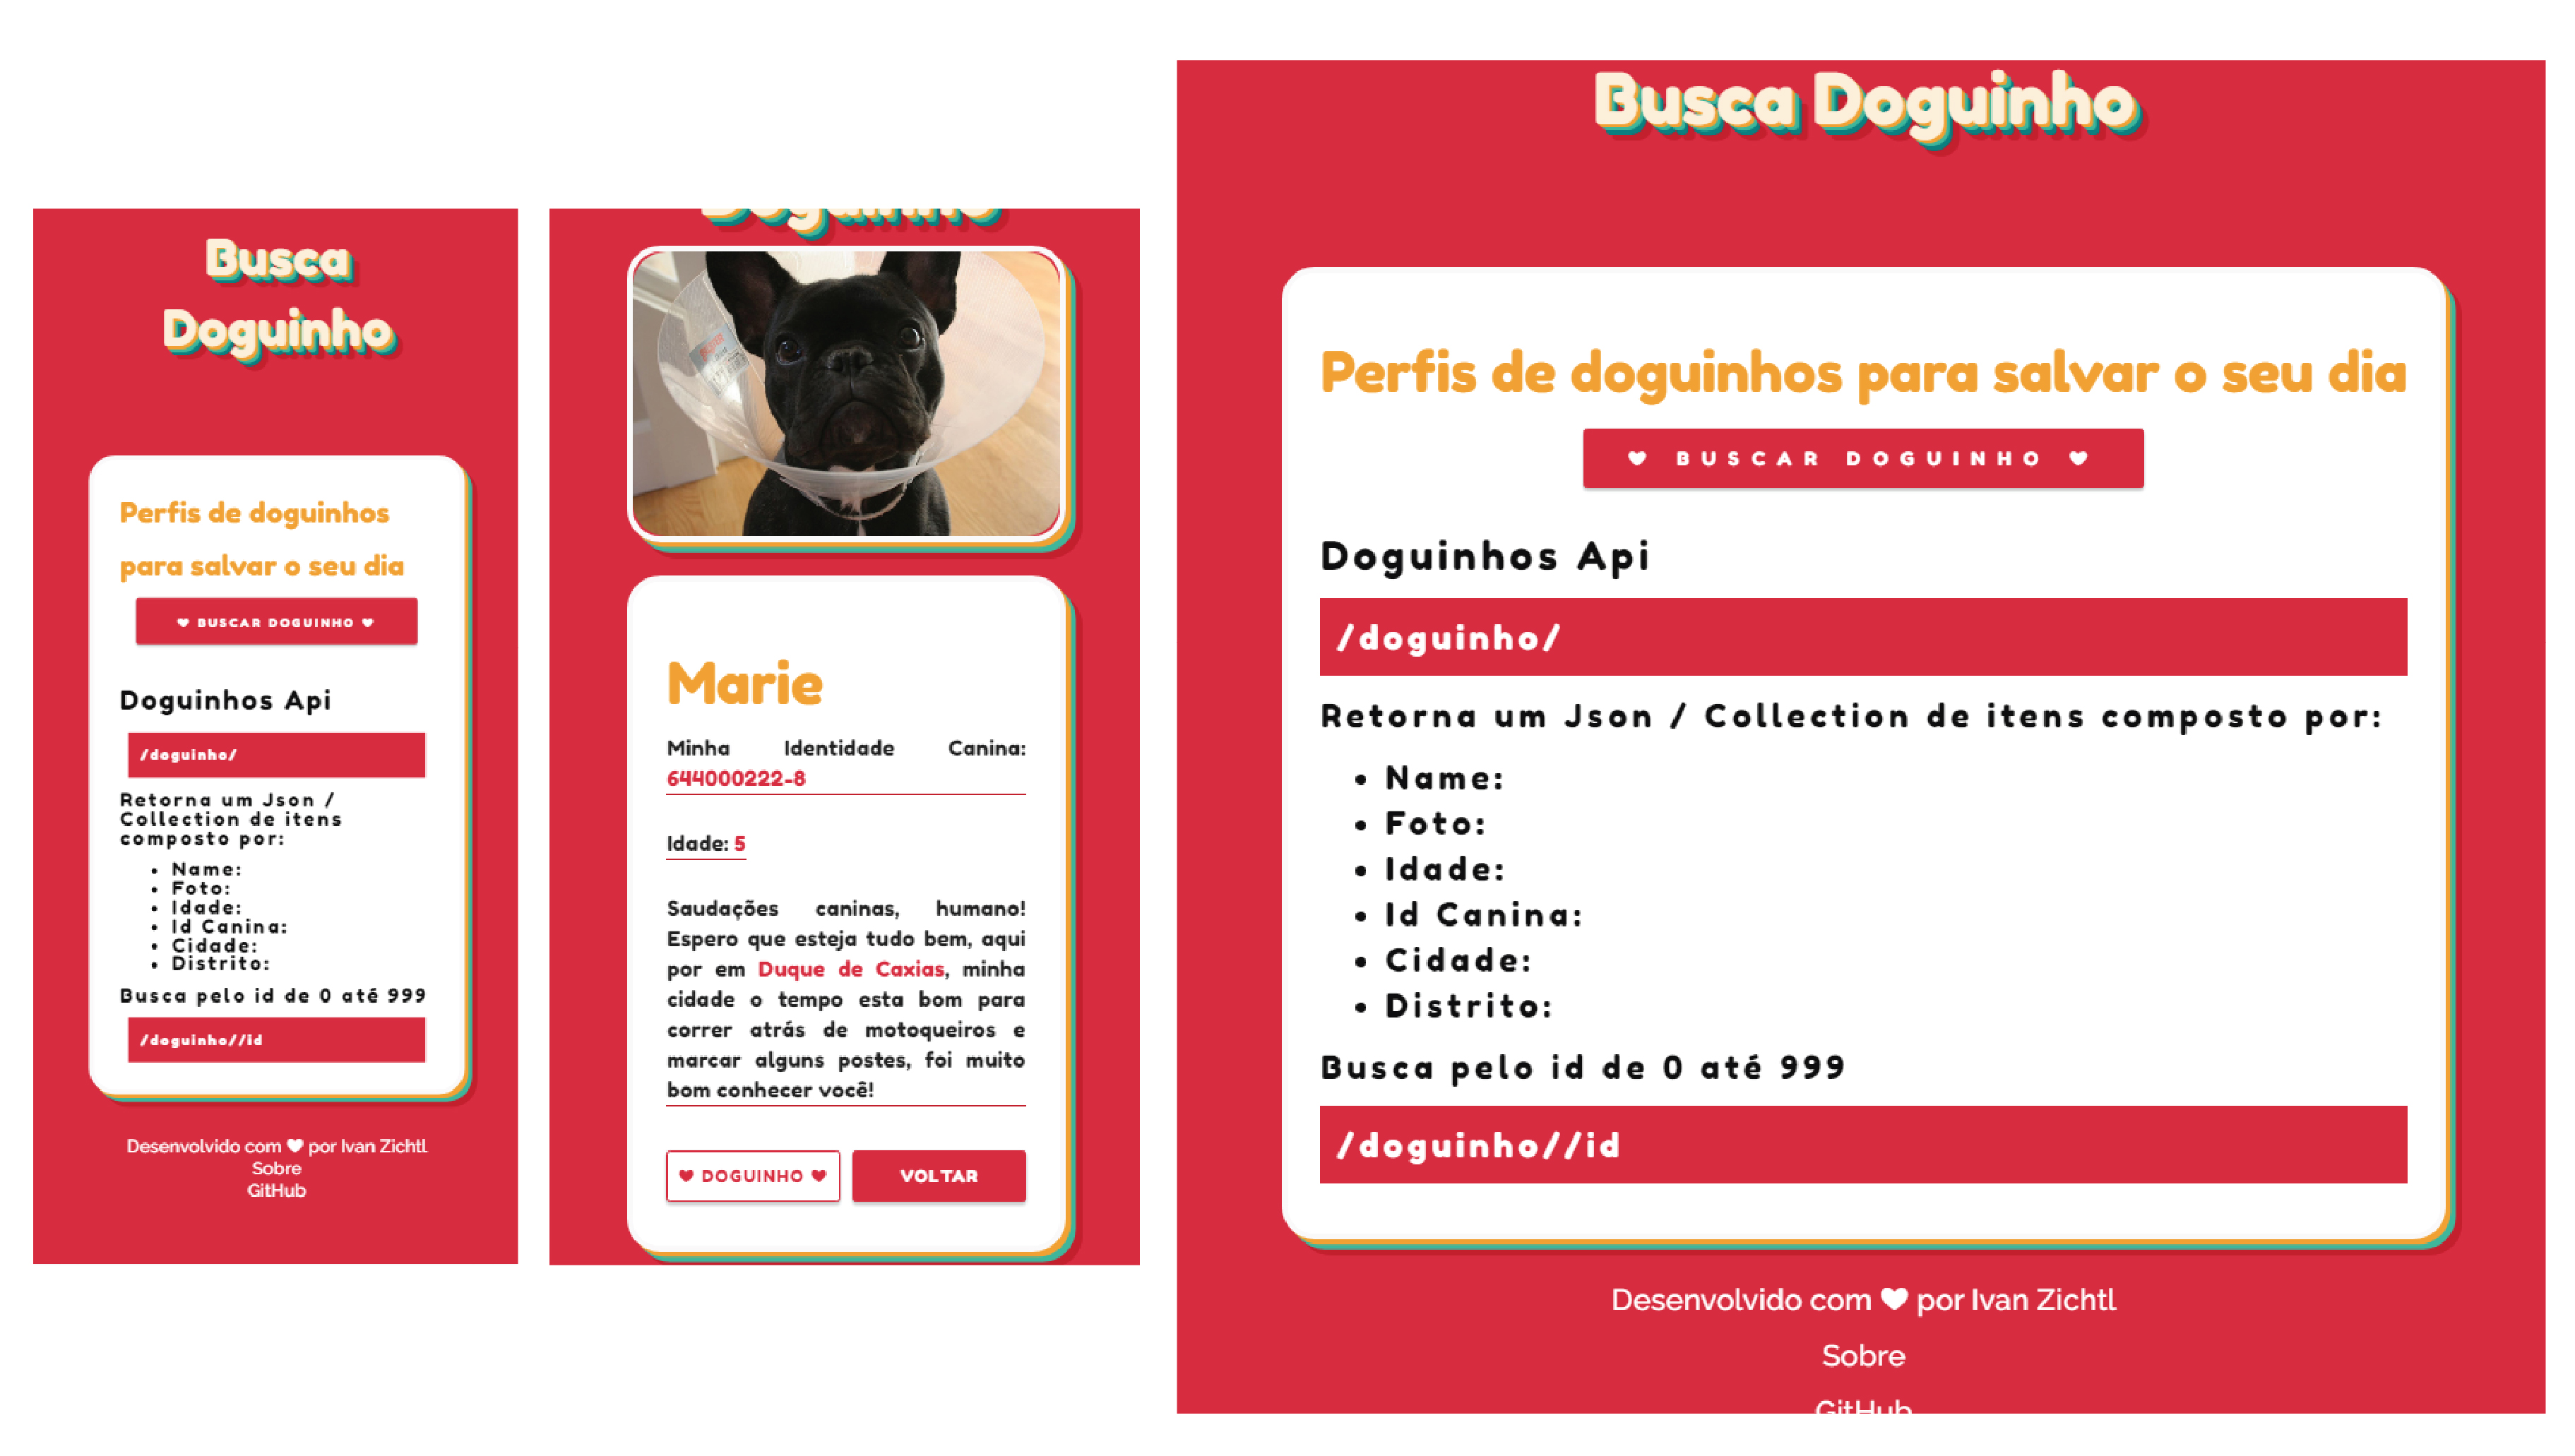 Busca
Doguinho
Perfis de doguinhos
para salvar o seu dia
BUSCAR DOGUINHO
Doguinhos Api
/doguinho/
Retorna um Json /
Collection de itens
composto por:
• Name:
• Foto:
• Idade:
• Id Canina:
• Cidade:
• Distrito:
Busca pelo id de 0 até 999
/doguinho//id
Desenvolvido com ♥ por Ivan Zichtl
Sobre
GitHub
Doguinho
Marie
Minha Identidade Canina:
644000222-8
Idade: 5
Saudações caninas, humano!
Espero que esteja tudo bem, aqui
por em Duque de Caxias, minha
cidade o tempo esta bom para
correr atrás de motoqueiros e
marcar alguns postes, foi muito
bom conhecer você!
♥ DOGUINHO ♥
VOLTAR
Busca Doguinho
Perfis de doguinhos para salvar o seu dia
♥ BUSCAR DOGUINHO ♥
Doguinhos Api
/doguinho/
Retorna um Json / Collection de itens composto por:
• Name:
• Foto:
• Idade:
• Id Canina:
• Cidade:
• Distrito:
Busca pelo id de 0 até 999
/doguinho//id
Desenvolvido com ♥ por Ivan Zichtl
Sobre
GitHub